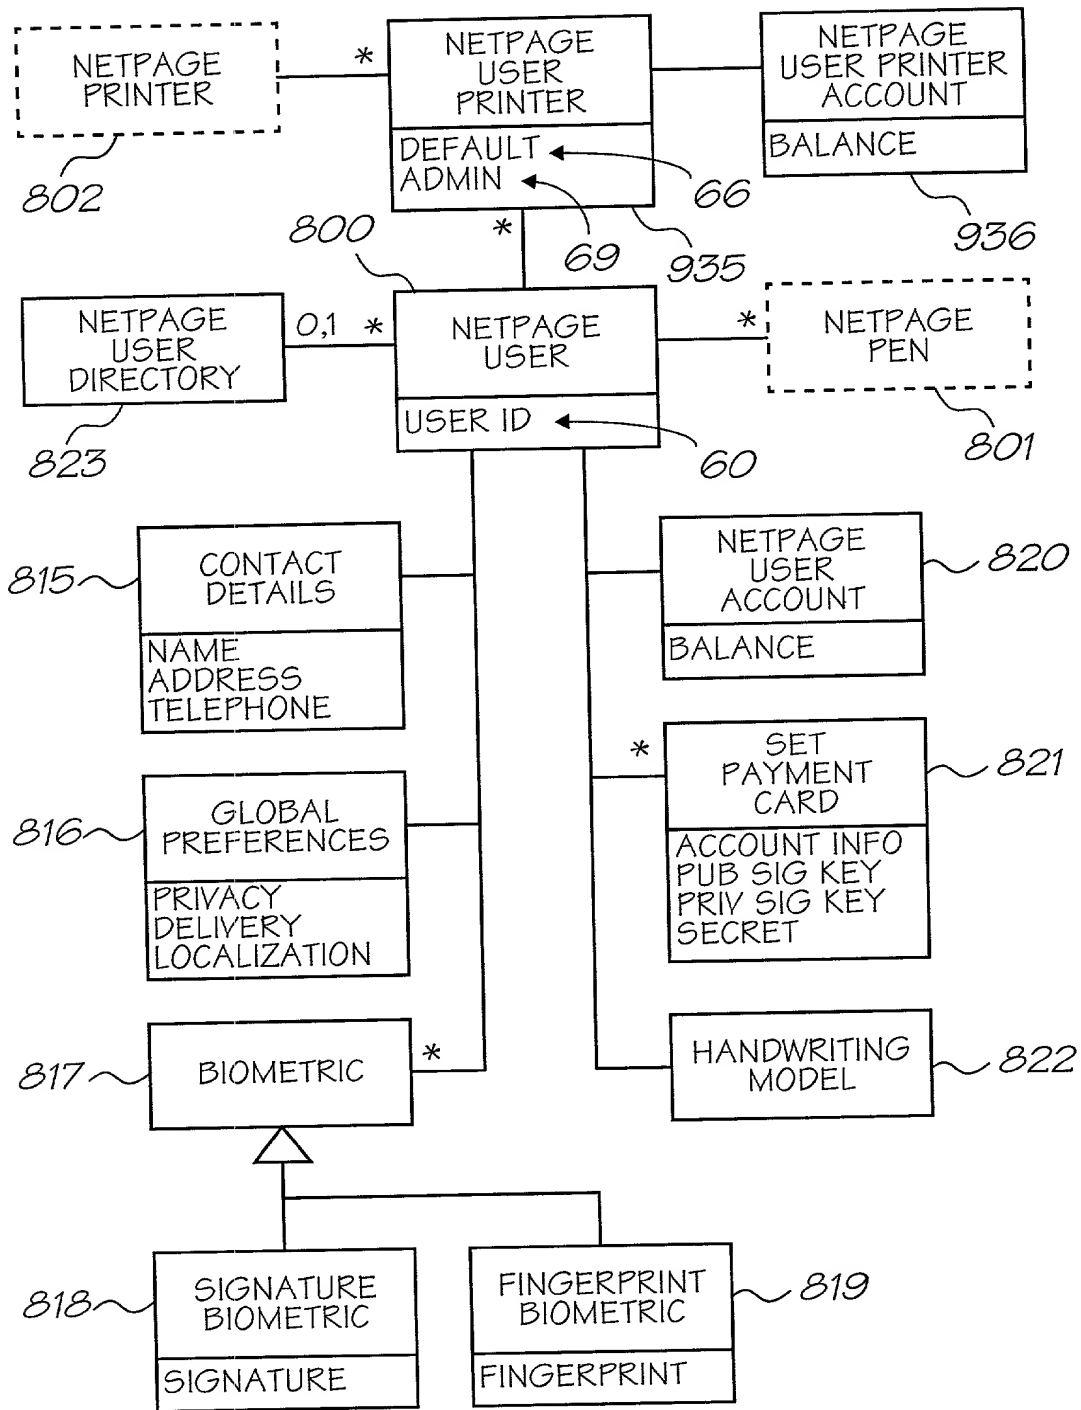 NETPAGE
PRINTER
802
*
NETPAGE
USER
PRINTER
DEFAULT
ADMIN
66
69
935
NETPAGE
USER PRINTER
ACCOUNT
BALANCE
936
*
800
NETPAGE
USER
DIRECTORY
823
0,1
*
NETPAGE
USER
USER ID
60
*
NETPAGE
PEN
801
815
CONTACT
DETAILS
NAME
ADDRESS
TELEPHONE
NETPAGE
USER
ACCOUNT
BALANCE
820
816
GLOBAL
PREFERENCES
PRIVACY
DELIVERY
LOCALIZATION
*
SET
PAYMENT
CARD
ACCOUNT INFO
PUB SIG KEY
PRIV SIG KEY
SECRET
821
817
BIOMETRIC
*
HANDWRITING
MODEL
822
818
SIGNATURE
BIOMETRIC
SIGNATURE
FINGERPRINT
BIOMETRIC
FINGERPRINT
819